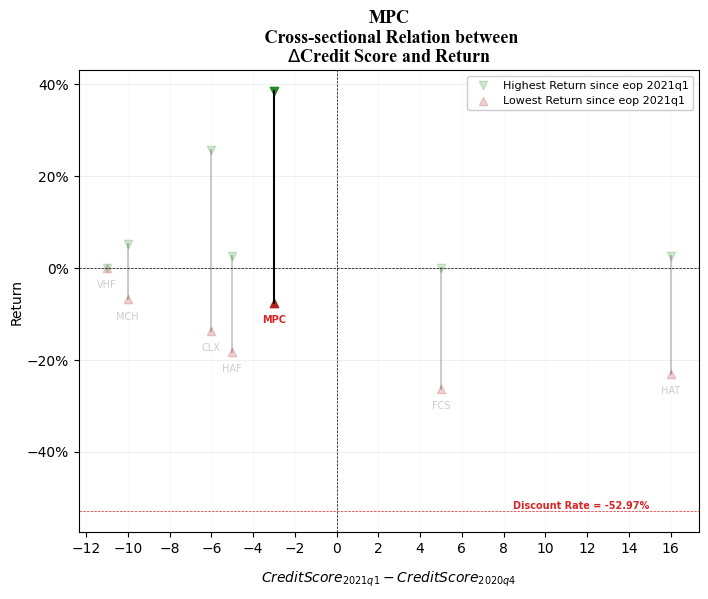 MPC
Cross-sectional Relation between
ΔCredit Score and Return
Highest Return since eop 2021q1
Lowest Return since eop 2021q1
40%
20%
0%
−20%
−40%
Return
VHF
MCH
CLX
HAF
MPC
FCS
HAT
Discount Rate = -52.97%
−12 −10 −8 −6 −4 −2 0 2 4 6 8 10 12 14 16
CreditScore2021q1 − CreditScore2020q4